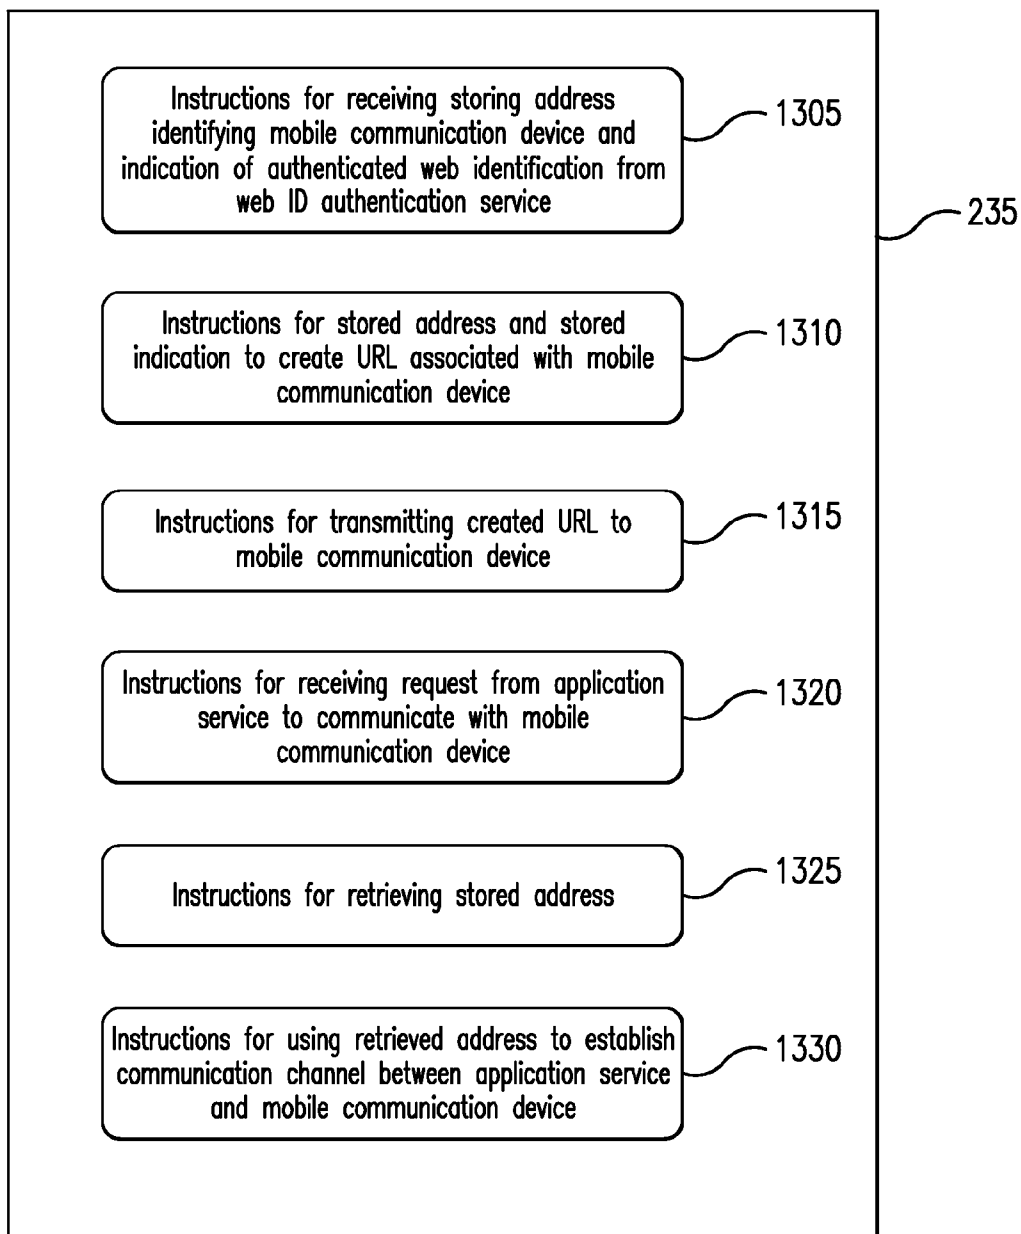 Instructions for receiving storing address
identifying mobile communication device and
indication of authenticated web identification from
web ID authentication service
1305
235
Instructions for stored address and stored
indication to create URL associated with mobile
communication device
1310
Instructions for transmitting created URL to
mobile communication device
1315
Instructions for receiving request from application
service to communicate with mobile
communication device
1320
Instructions for retrieving stored address
1325
Instructions for using retrieved address to establish
communication channel between application service
and mobile communication device
1330